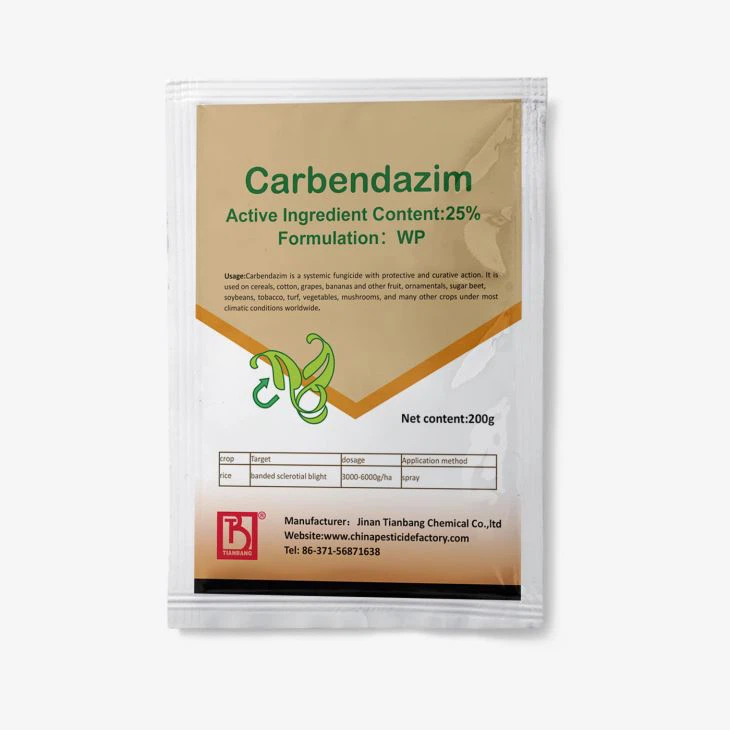 Carbendazim
Active Ingredient Content:25%
Formulation：WP
Usage:Carbendazim is a systemic fungicide with protective and curative action. It is
used on cereals, cotton, grapes, bananas and other fruit, ornamentals, sugar beet,
soybeans, tobacco, turf, vegetables, mushrooms, and many other crops under most
climatic conditions worldwide.
Net content:200g
crop Target dosage Application method
rice banded sclerotial blight 3000-6000g/ha spray
TIANBANG ®
Manufacturer：Jinan Tianbang Chemical Co.,ltd
Website:www.chinapesticidefactory.com
Tel: 86-371-56871638